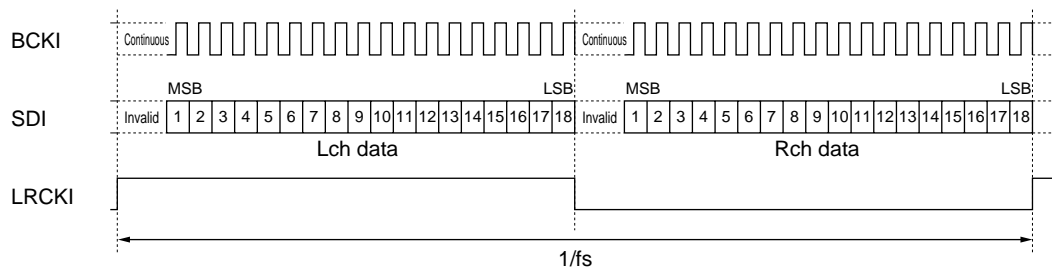 BCKI Continuous Continuous
MSB LSB MSB LSB
SDI Invalid 1 2 3 4 5 6 7 8 9 10 11 12 13 14 15 16 17 18 Invalid 1 2 3 4 5 6 7 8 9 10 11 12 13 14 15 16 17 18
Lch data Rch data
LRCKI
1/fs